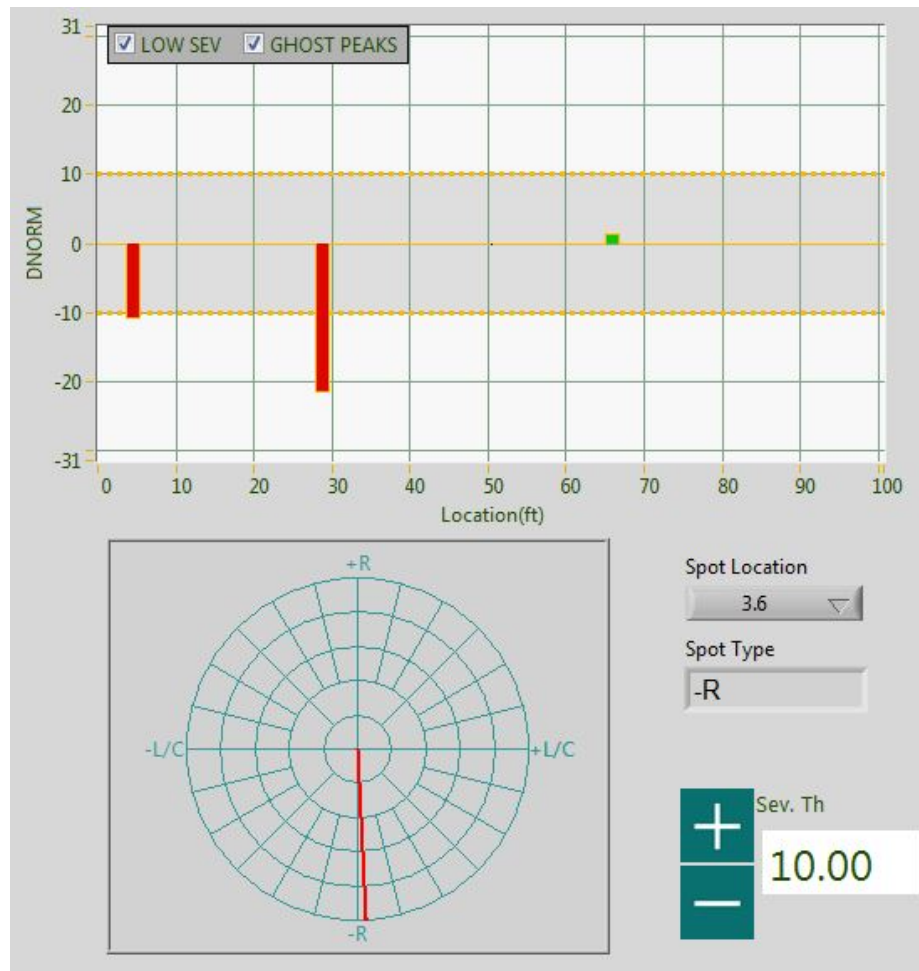 31
LOW SEV GHOST PEAKS
20
10
0
-10
-20
-31
DNORM
0 10 20 30 40 50 60 70 80 90 100
Location(ft)
+R
-L/C +L/C
-R
Spot Location
3.6
Spot Type
-R
Sev. Th
+
10.00
−